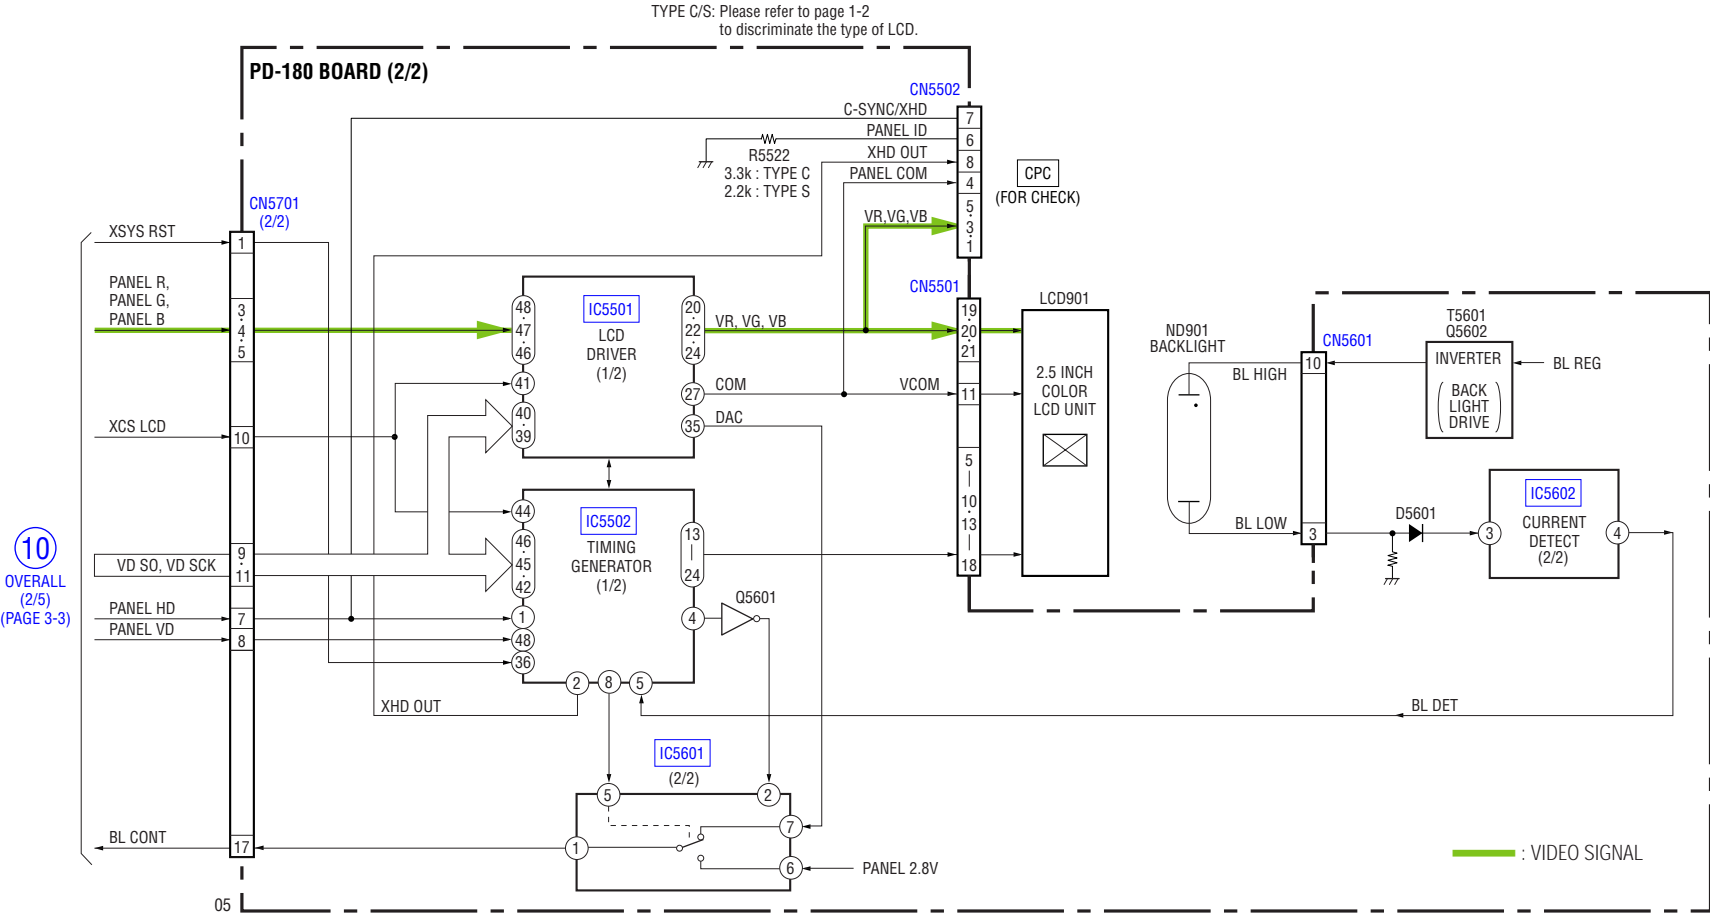 TYPE C/S: Please refer to page 1-2
to discriminate the type of LCD.
PD-180 BOARD (2/2)
CN5502
C-SYNC/XHD
7
PANEL ID
6
R5522
3.3k : TYPE C
2.2k : TYPE S
XHD OUT
8
PANEL COM
4
CPC
(FOR CHECK)
VR,VG,VB
5
3
1
CN5701
(2/2)
XSYS RST
1
PANEL R,
PANEL G,
PANEL B
3
4
5
48
47
46
IC5501
LCD
DRIVER
(1/2)
20
22
24
VR, VG, VB
CN5501
19
20
21
LCD901
2.5 INCH
COLOR
LCD UNIT
41
40
39
27
COM
VCOM
11
35
DAC
XCS LCD
10
5
10
13
18
ND901
BACKLIGHT
BL HIGH
CN5601
10
T5601
Q5602
INVERTER
BACK
LIGHT
DRIVE
BL REG
BL LOW
3
D5601
3
IC5602
CURRENT
DETECT
(2/2)
4
10
OVERALL
(2/5)
(PAGE 3-3)
VD SO, VD SCK
9
11
44
46
45
42
IC5502
TIMING
GENERATOR
(1/2)
13
24
PANEL HD
7
1
PANEL VD
8
48
36
4
Q5601
2
8
5
XHD OUT
BL DET
IC5601
(2/2)
5
2
7
BL CONT
17
1
6
PANEL 2.8V
: VIDEO SIGNAL
05